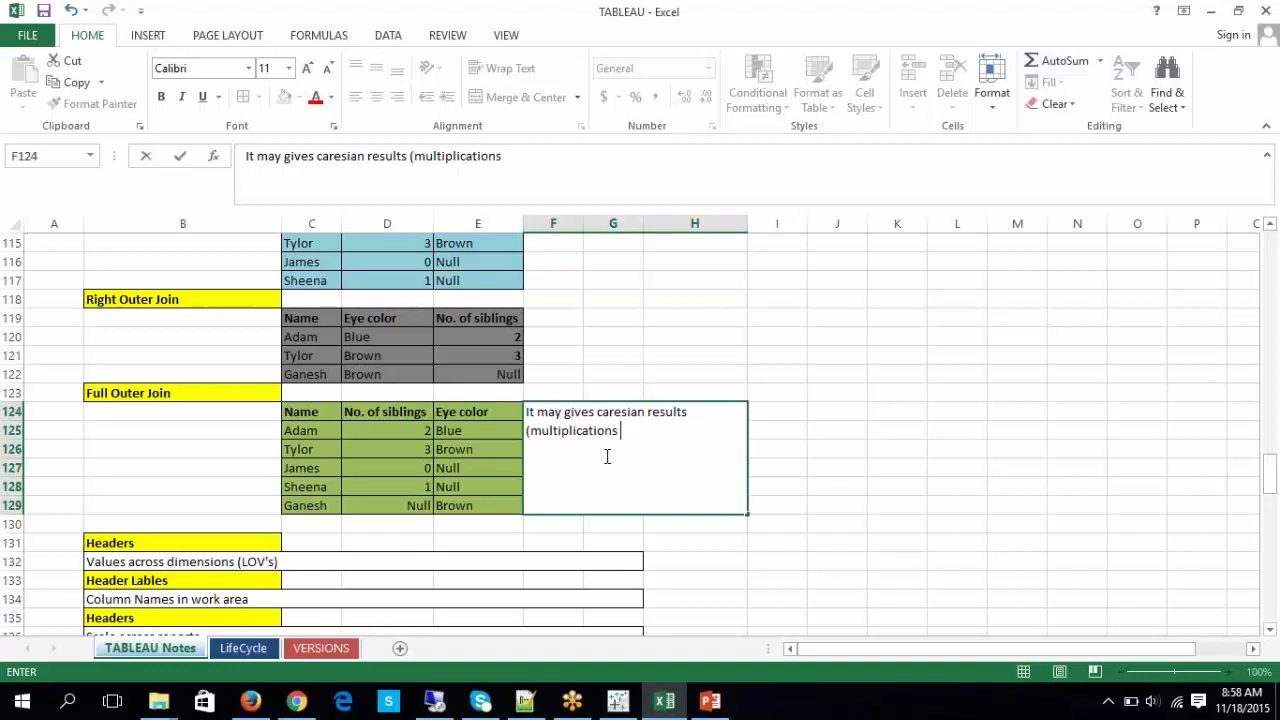 TABLEAU - Excel
Sign in
FILE HOME INSERT PAGE LAYOUT FORMULAS DATA REVIEW VIEW
Paste
Cut
Copy
Format Painter
Clipboard
Calibri 11
B I U
Font
Wrap Text
Merge & Center
Alignment
General
$ % ,
Number
Conditional Formatting
Format as Table
Cell Styles
Styles
Insert Delete Format
Cells
AutoSum
Fill
Clear
Sort & Filter
Find & Select
Editing
F124
It may gives caresian results (multiplications
A B C D E F G H I J K L M N O P
115 Tylor 3 Brown
116 James 0 Null
117 Sheena 1 Null
118 Right Outer Join
119 Name Eye color No. of siblings
120 Adam Blue 2
121 Tylor Brown 3
122 Ganesh Brown Null
123 Full Outer Join
124 Name No. of siblings Eye color It may gives caresian results
125 Adam 2 Blue (multiplications
126 Tylor 3 Brown
127 James 0 Null
128 Sheena 1 Null
129 Ganesh Null Brown
130
131 Headers
132 Values across dimensions (LOV's)
133 Header Lables
134 Column Names in work area
135 Headers
TABLEAU Notes LifeCycle VERSIONS
ENTER
100%
8:58 AM
11/18/2015